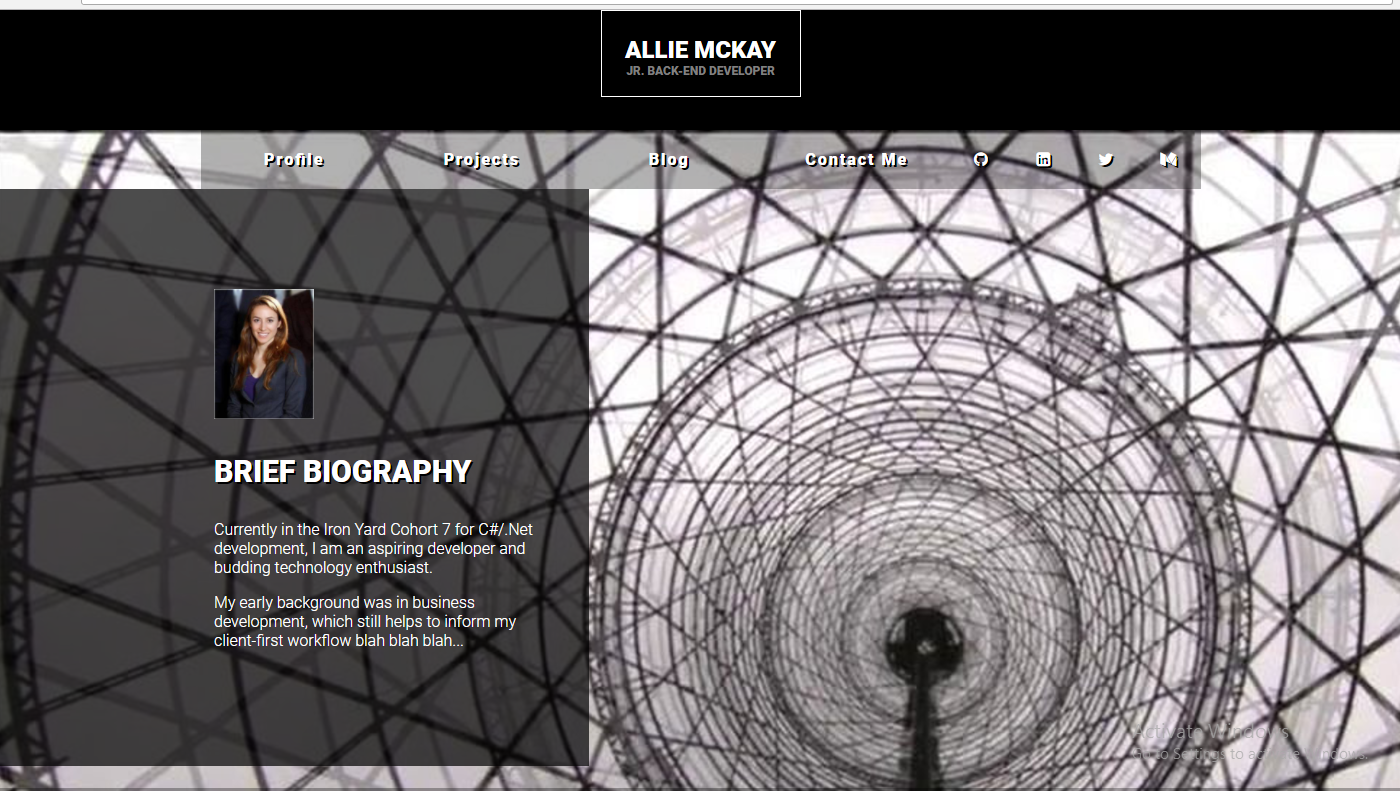 ALLIE MCKAY
JR. BACK-END DEVELOPER
Profile Projects Blog Contact Me
BRIEF BIOGRAPHY
Currently in the Iron Yard Cohort 7 for C#/.Net
development, I am an aspiring developer and
budding technology enthusiast.
My early background was in business
development, which still helps to inform my
client-first workflow blah blah blah...
Activate Windows
Go to Settings to activate Windows.